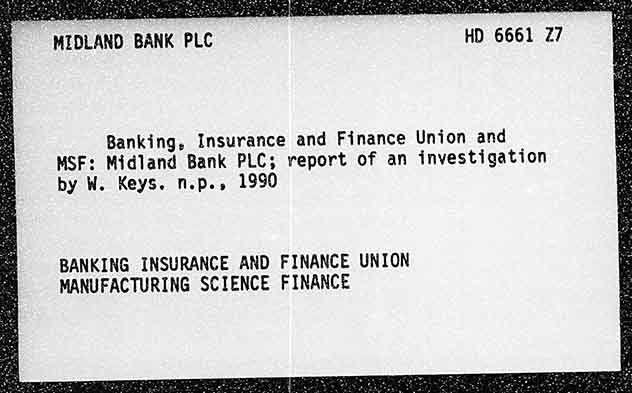 MIDLAND BANK PLC HD 6661 Z7
Banking, Insurance and Finance Union and
MSF: Midland Bank PLC; report of an investigation
by W. Keys. n.p., 1990
BANKING INSURANCE AND FINANCE UNION
MANUFACTURING SCIENCE FINANCE